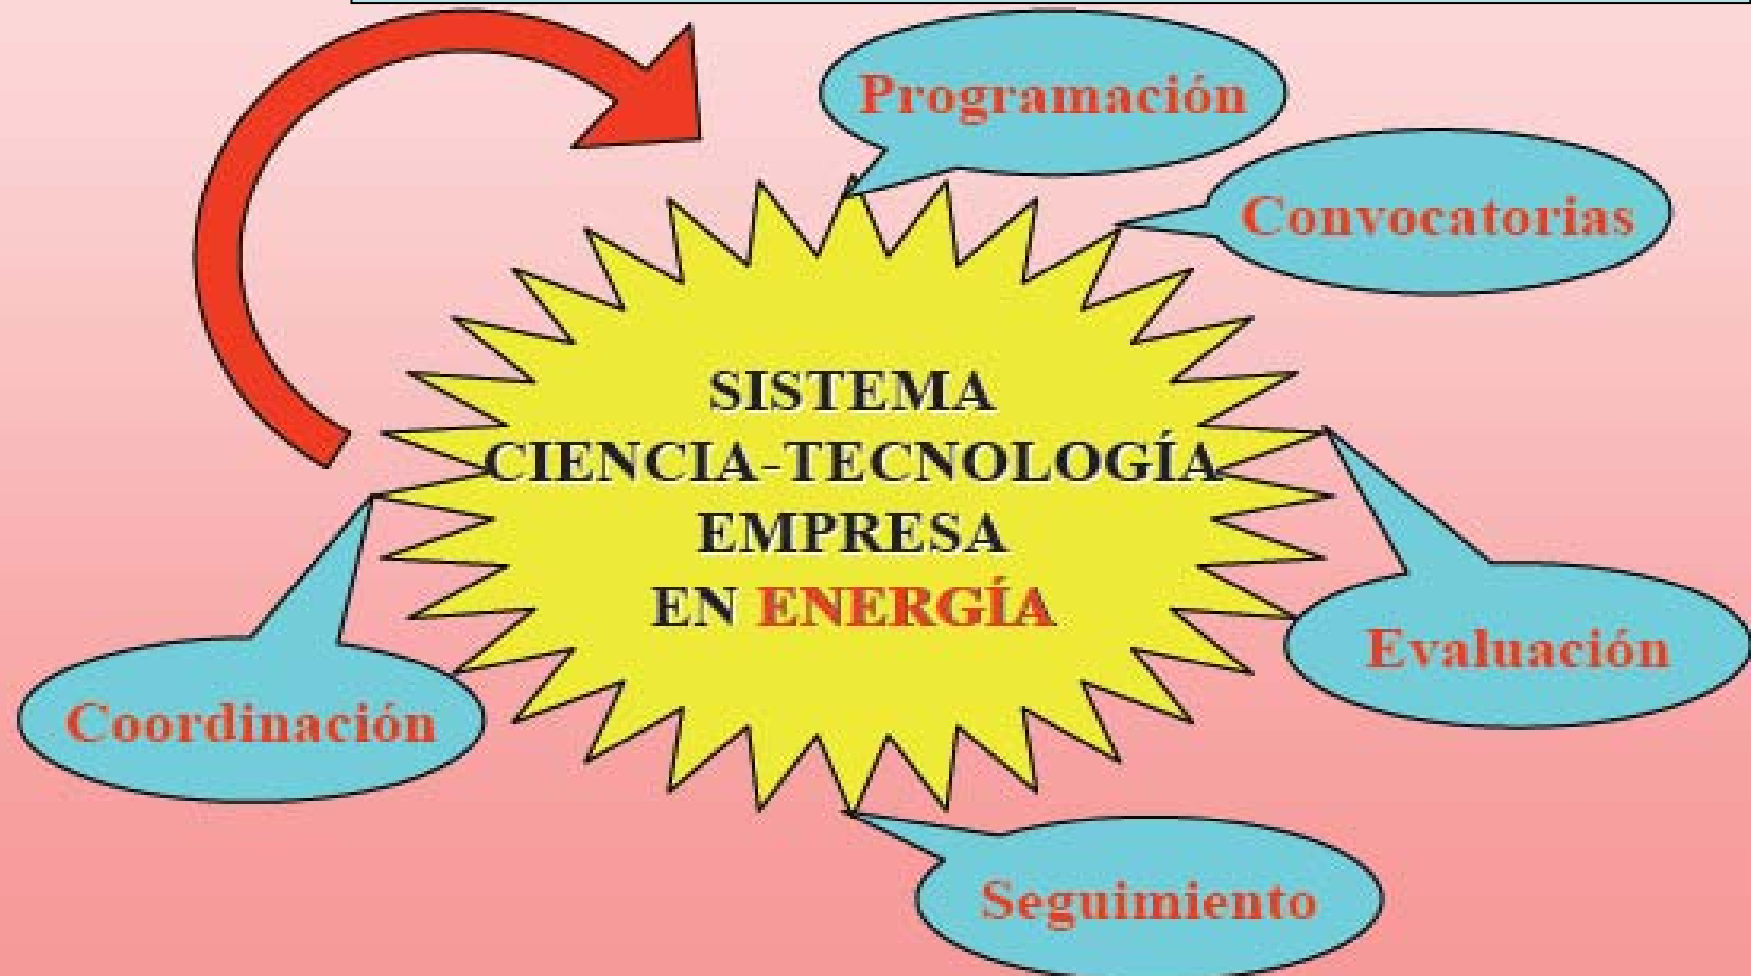 Programación
Convocatorias
SISTEMA
CIENCIA-TECNOLOGÍA
EMPRESA
EN ENERGÍA
Evaluación
Coordinación
Seguimiento